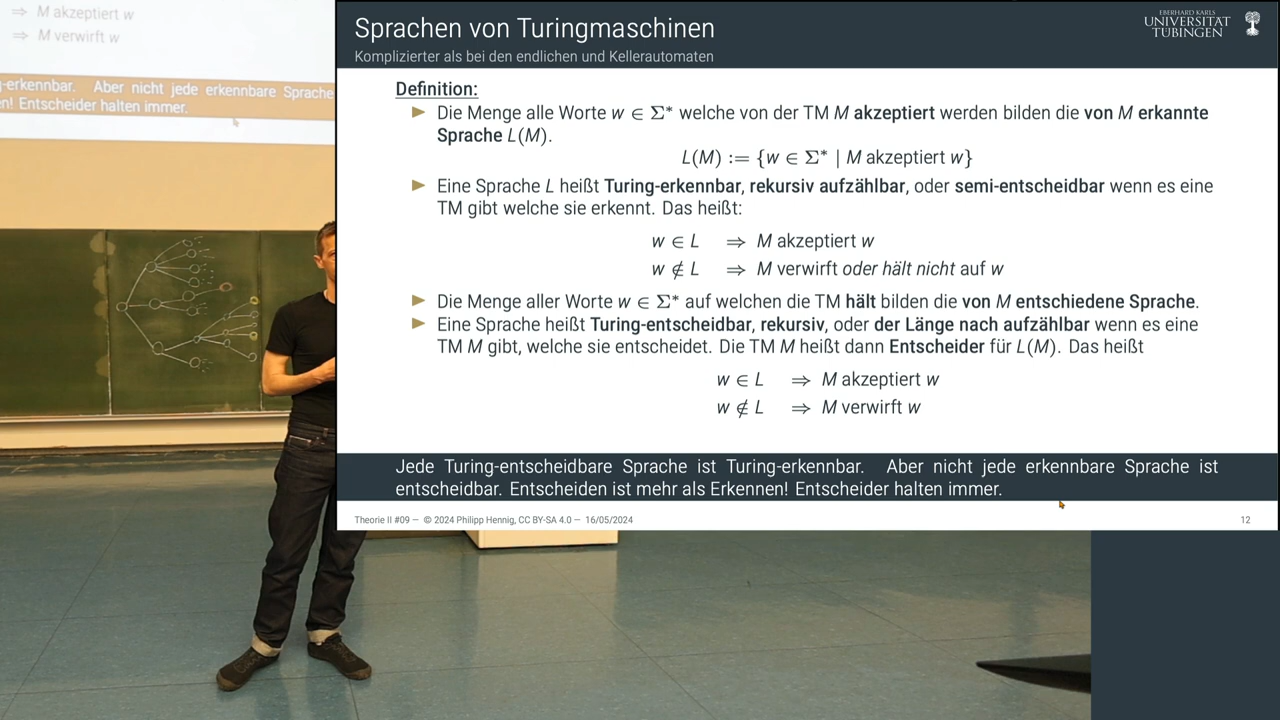 ⇒ M akzeptiert w
⇒ M verwirft w
-erkennbar. Aber nicht jede erkennbare Sprache
en! Entscheider halten immer.
Sprachen von Turingmaschinen
Komplizierter als bei den endlichen und Kellerautomaten
EBERHARD KARLS
UNIVERSITÄT
TÜBINGEN
Definition:
► Die Menge alle Worte w ∈ Σ* welche von der TM M akzeptiert werden bilden die von M erkannte
Sprache L(M).
L(M) := {w ∈ Σ* | M akzeptiert w}
► Eine Sprache L heißt Turing-erkennbar, rekursiv aufzählbar, oder semi-entscheidbar wenn es eine
TM gibt welche sie erkennt. Das heißt:
w ∈ L ⇒ M akzeptiert w
w ∉ L ⇒ M verwirft oder hält nicht auf w
► Die Menge aller Worte w ∈ Σ* auf welchen die TM hält bilden die von M entschiedene Sprache.
► Eine Sprache heißt Turing-entscheidbar, rekursiv, oder der Länge nach aufzählbar wenn es eine
TM M gibt, welche sie entscheidet. Die TM M heißt dann Entscheider für L(M). Das heißt
w ∈ L ⇒ M akzeptiert w
w ∉ L ⇒ M verwirft w
Jede Turing-entscheidbare Sprache ist Turing-erkennbar. Aber nicht jede erkennbare Sprache ist
entscheidbar. Entscheiden ist mehr als Erkennen! Entscheider halten immer.
Theorie II #09 — © 2024 Philipp Hennig, CC BY-SA 4.0 — 16/05/2024
12